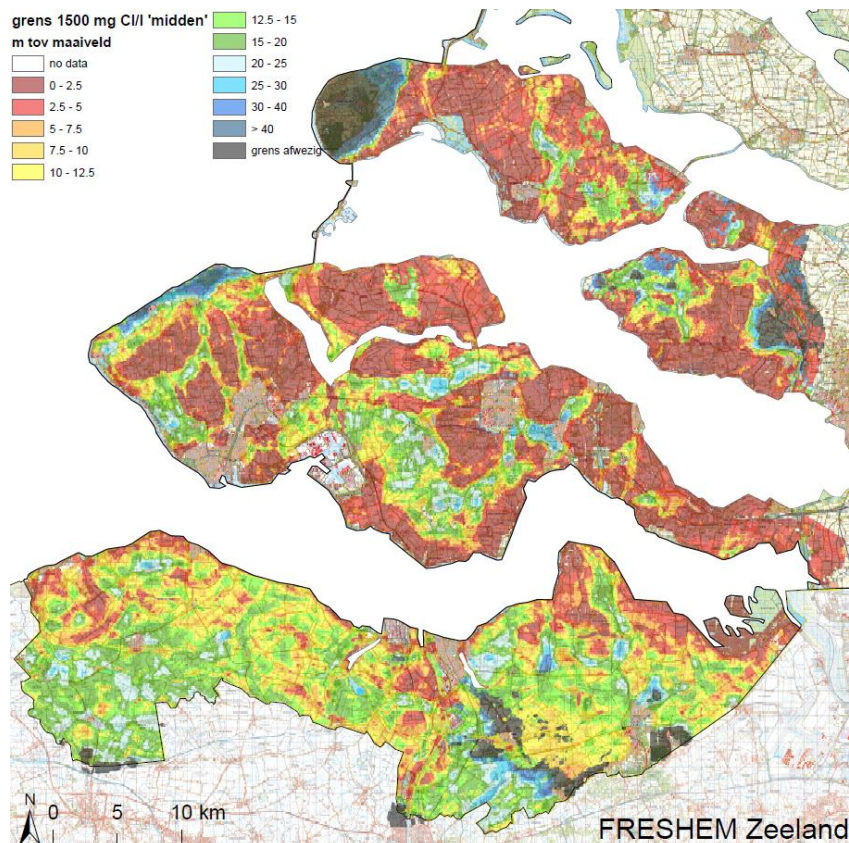 grens 1500 mg Cl/l 'midden'
m tov maaiveld
no data
0 - 2.5
2.5 - 5
5 - 7.5
7.5 - 10
10 - 12.5
12.5 - 15
15 - 20
20 - 25
25 - 30
30 - 40
> 40
grens afwezig
N
0 5 10 km
FRESHEM Zeeland